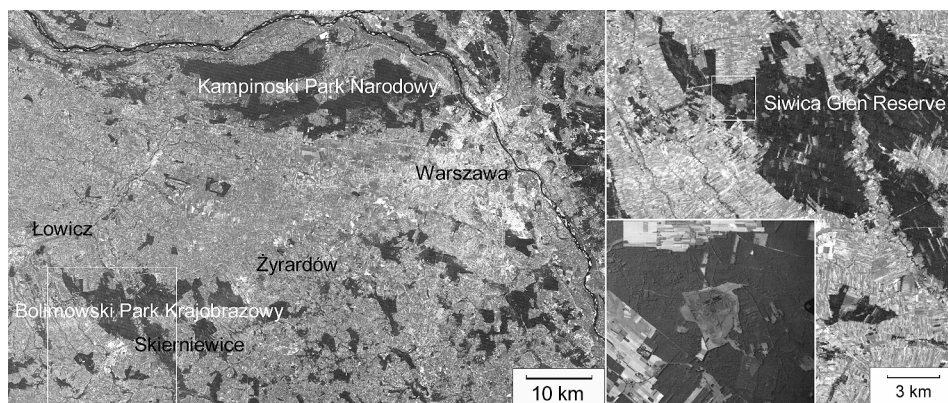 Kampinoski Park Narodowy
Warszawa
Łowicz
Żyrardów
Bolimowski Park Krajobrazowy
Skierniewice
10 km
Siwica Glen Reserve
3 km